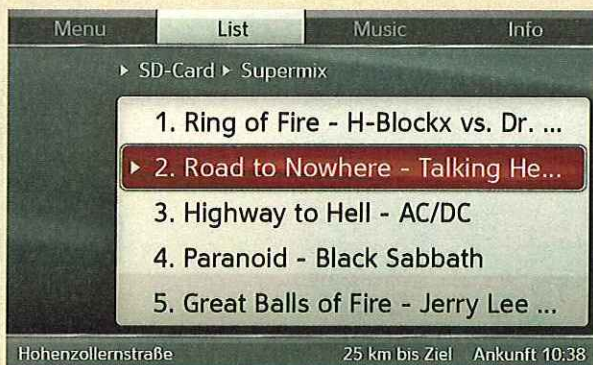 Menu List Music Info
SD-Card Supermix
1. Ring of Fire - H-Blockx vs. Dr. ...
2. Road to Nowhere - Talking He...
3. Highway to Hell - AC/DC
4. Paranoid - Black Sabbath
5. Great Balls of Fire - Jerry Lee ...
Hohenzollernstraße 25 km bis Ziel Ankunft 10:38